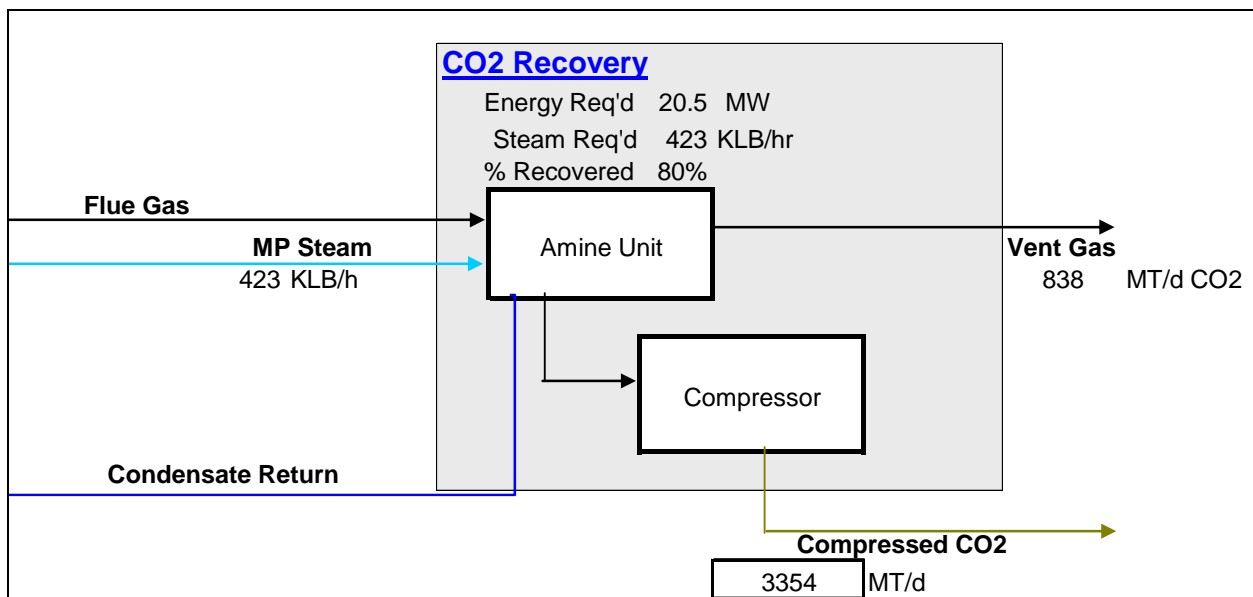 CO2 Recovery
Energy Req'd 20.5 MW
Steam Req'd 423 KLB/hr
% Recovered 80%
Flue Gas
MP Steam
423 KLB/h
Amine Unit
Vent Gas
838 MT/d CO2
Compressor
Condensate Return
Compressed CO2
3354 MT/d